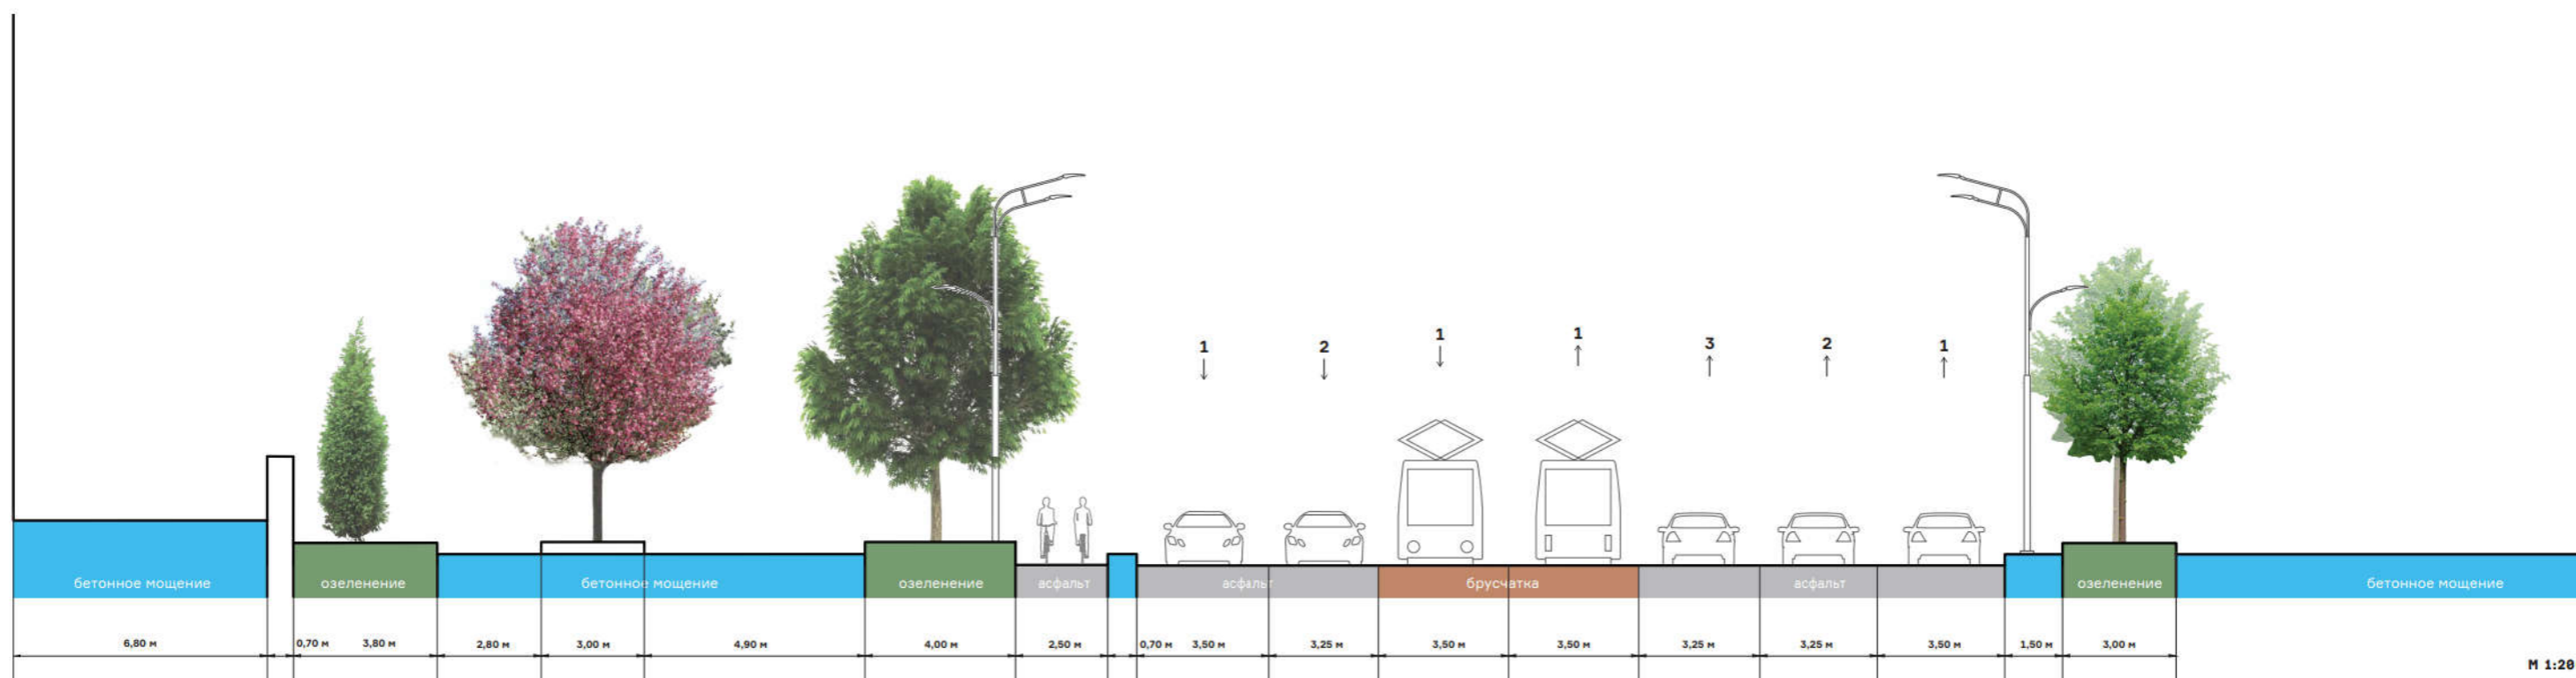 1
2
1
1
3
2
1
бетонное мощение
озеленение
бетонное мощение
озеленение
асфальт
асфальт
брусчатка
асфальт
озеленение
бетонное мощение
6,80 м
0,70 м
3,80 м
2,80 м
3,00 м
4,90 м
4,00 м
2,50 м
0,70 м
3,50 м
3,25 м
3,50 м
3,50 м
3,25 м
3,25 м
3,50 м
1,50 м
3,00 м
М 1:20